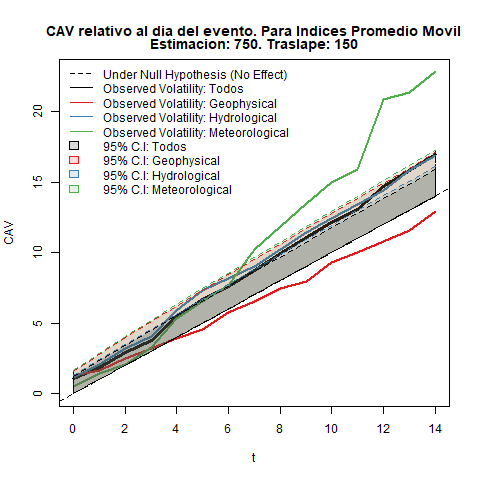 CAV relativo al dia del evento. Para Indices Promedio Movil
Estimacion: 750. Traslape: 150
Under Null Hypothesis (No Effect)
Observed Volatility: Todos
Observed Volatility: Geophysical
Observed Volatility: Hydrological
Observed Volatility: Meteorological
95% C.I: Todos
95% C.I: Geophysical
95% C.I: Hydrological
95% C.I: Meteorological
CAV
20
15
10
5
0
0 2 4 6 8 10 12 14
t